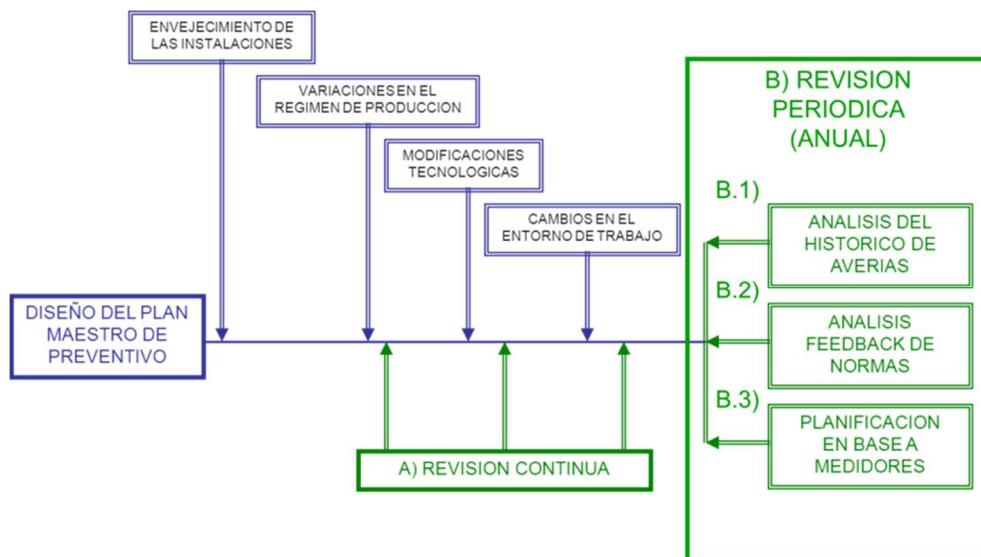 ENVEJECIMIENTO DE
LAS INSTALACIONES
VARIACIONES EN EL
REGIMEN DE PRODUCCION
MODIFICACIONES
TECNOLOGICAS
CAMBIOS EN EL
ENTORNO DE TRABAJO
DISEÑO DEL PLAN
MAESTRO DE
PREVENTIVO
A) REVISION CONTINUA
B) REVISION
PERIODICA
(ANUAL)
B.1)
ANALISIS DEL
HISTORICO DE
AVERIAS
B.2)
ANALISIS
FEEDBACK DE
NORMAS
B.3)
PLANIFICACION
EN BASE A
MEDIDORES